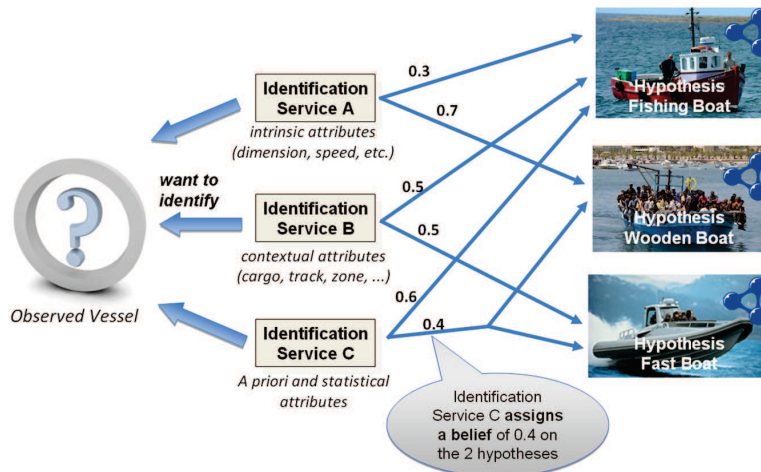 Identification
Service A
intrinsic attributes
(dimension, speed, etc.)
0.3
0.7
Hypothesis
Fishing Boat
want to
identify
Identification
Service B
contextual attributes
(cargo, track, zone, ...)
0.5
0.5
Hypothesis
Wooden Boat
Observed Vessel
Identification
Service C
A priori and statistical
attributes
0.6
0.4
Hypothesis
Fast Boat
Identification
Service C assigns
a belief of 0.4 on
the 2 hypotheses